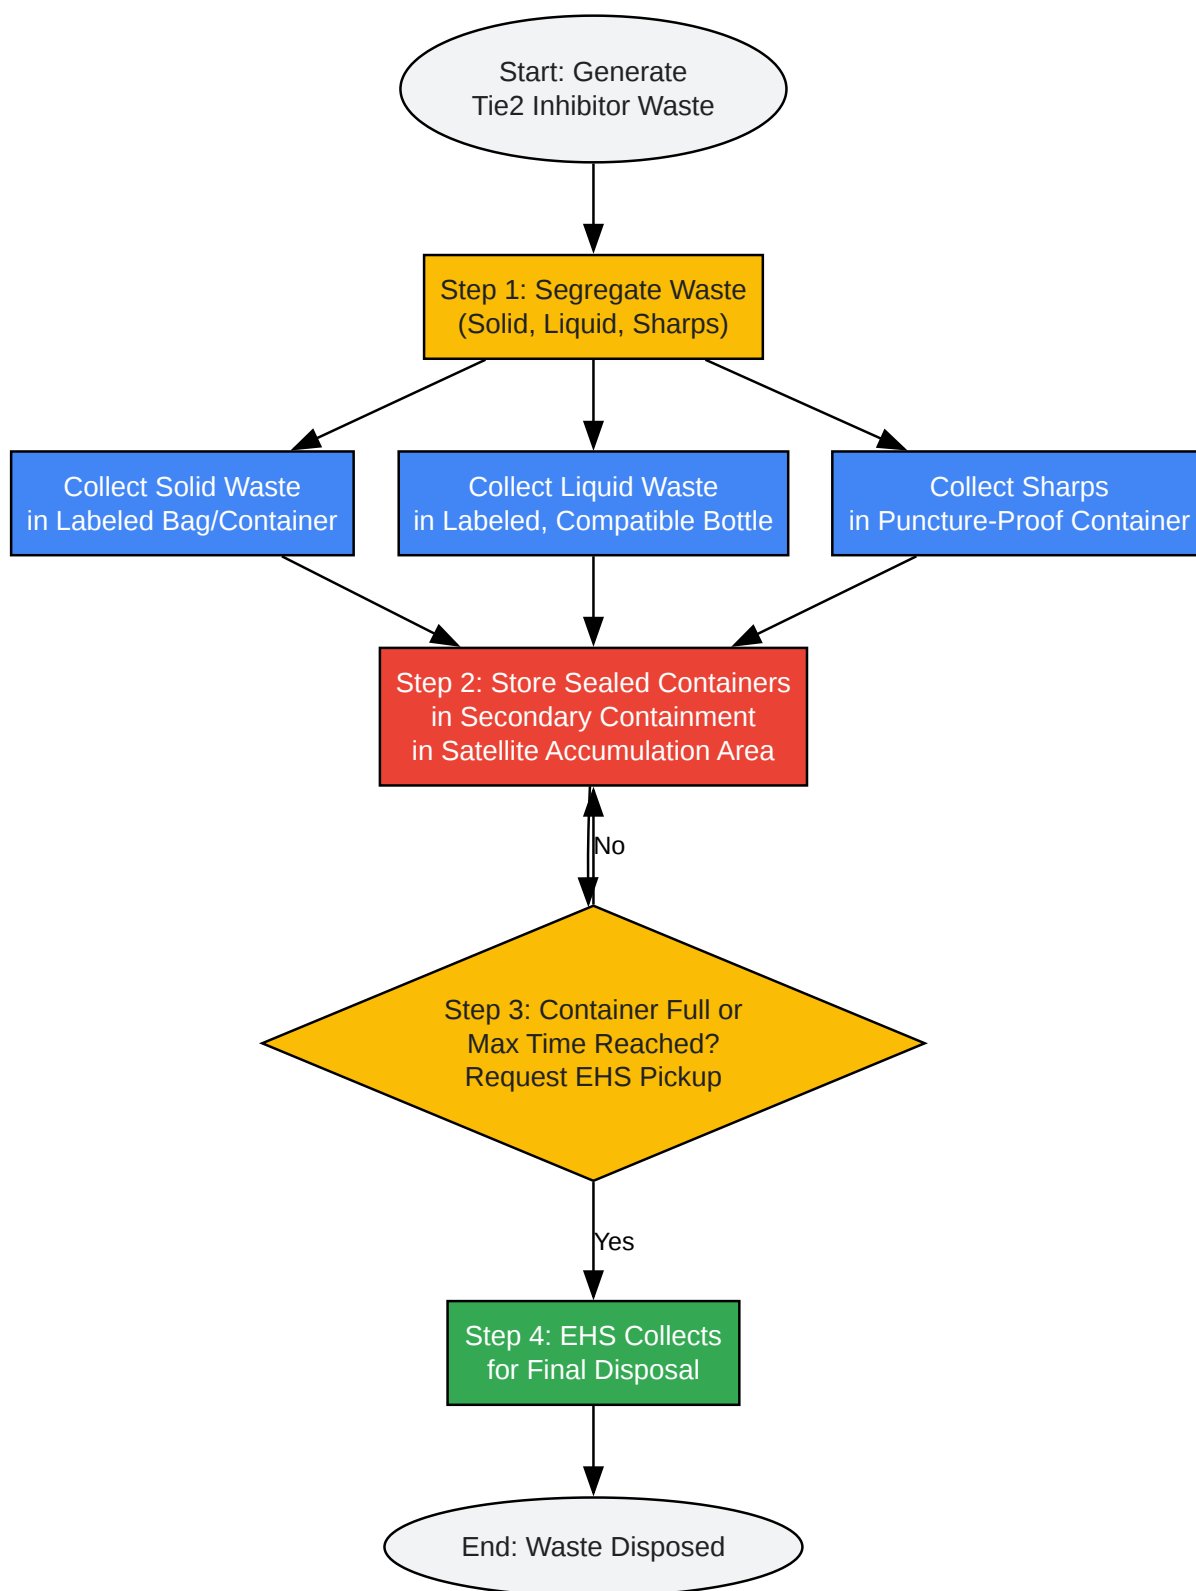 Start: Generate
Tie2 Inhibitor Waste
Step 1: Segregate Waste
(Solid, Liquid, Sharps)
Collect Solid Waste
in Labeled Bag/Container
Collect Liquid Waste
in Labeled, Compatible Bottle
Collect Sharps
in Puncture-Proof Container
Step 2: Store Sealed Containers
in Secondary Containment
in Satellite Accumulation Area
No
Step 3: Container Full or
Max Time Reached?
Request EHS Pickup
Yes
Step 4: EHS Collects
for Final Disposal
End: Waste Disposed